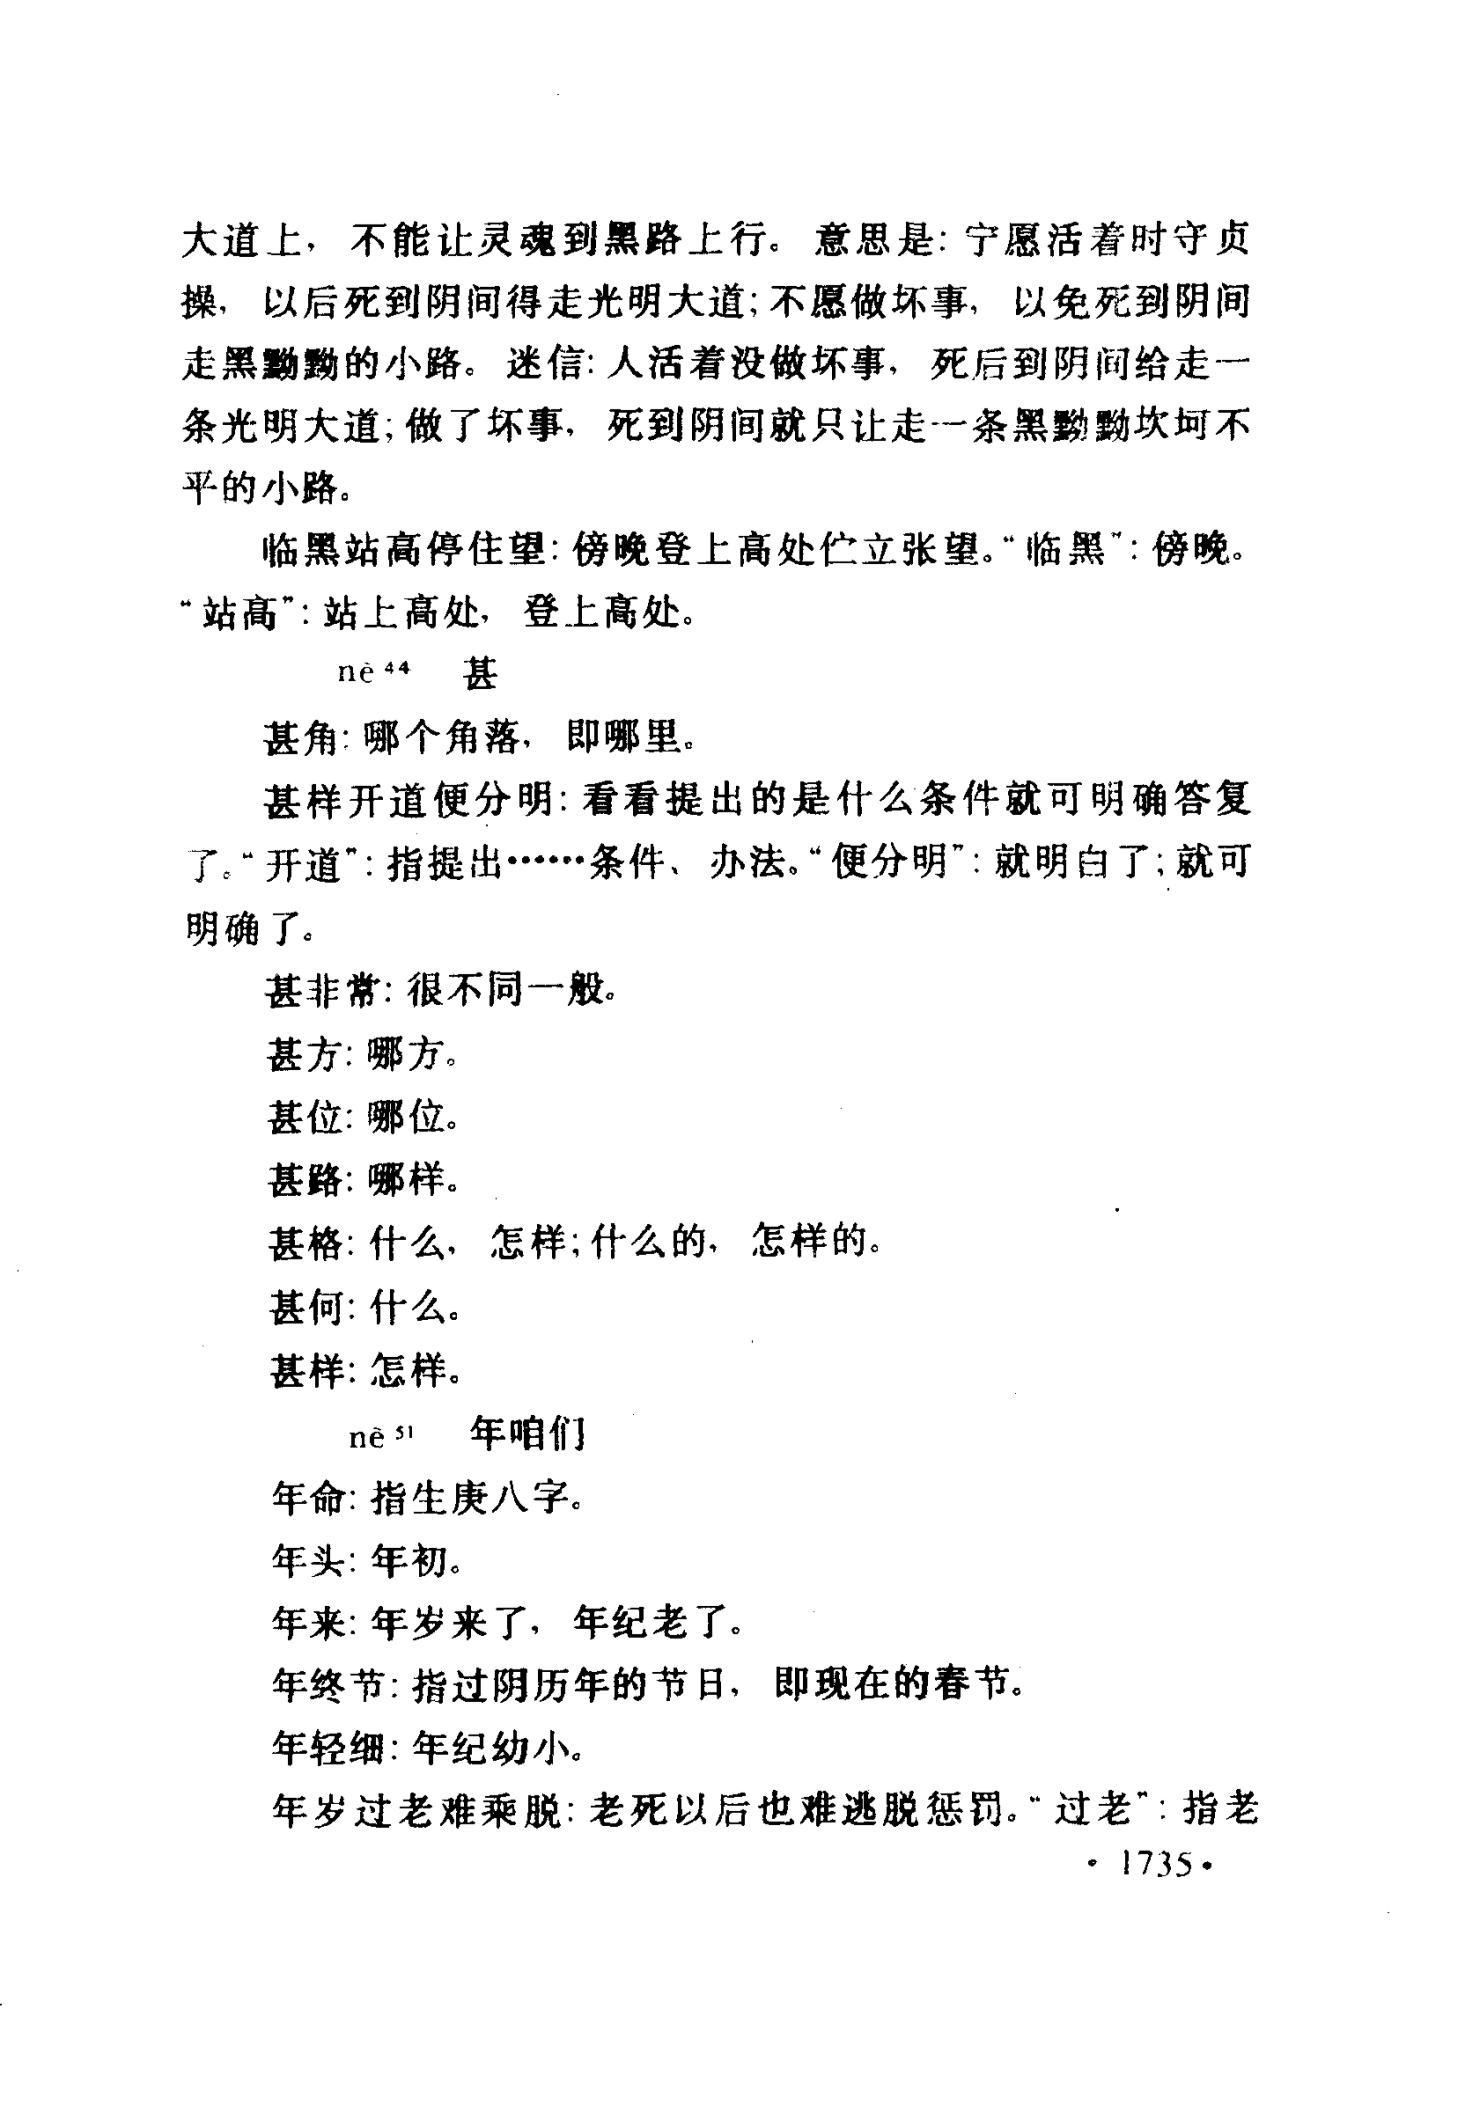 大道上，不能让灵魂到黑路上行。意思是：宁愿活着时守贞
操，以后死到阴间得走光明大道；不愿做坏事，以免死到阴间
走黑黝黝的小路。迷信：人活着没做坏事，死后到阴间给走一
条光明大道；做了坏事，死到阴间就只让走一条黑黝黝坎坷不
平的小路。
临黑站高停住望：傍晚登上高处伫立张望。“临黑”：傍晚。
“站高”：站上高处，登上高处。
nè⁴⁴ 甚
甚角：哪个角落，即哪里。
甚样开道便分明：看看提出的是什么条件就可明确答复
了。“开道”：指提出……条件、办法。“便分明”：就明白了；就可
明确了。
甚非常：很不同一般。
甚方：哪方。
甚位：哪位。
甚路：哪样。
甚格：什么，怎样；什么的，怎样的。
甚何：什么。
甚样：怎样。
nè⁵¹ 年咱们
年命：指生庚八字。
年头：年初。
年来：年岁来了，年纪老了。
年终节：指过阴历年的节日，即现在的春节。
年轻细：年纪幼小。
年岁过老难乘脱：老死以后也难逃脱惩罚。“过老”：指老
·1735·